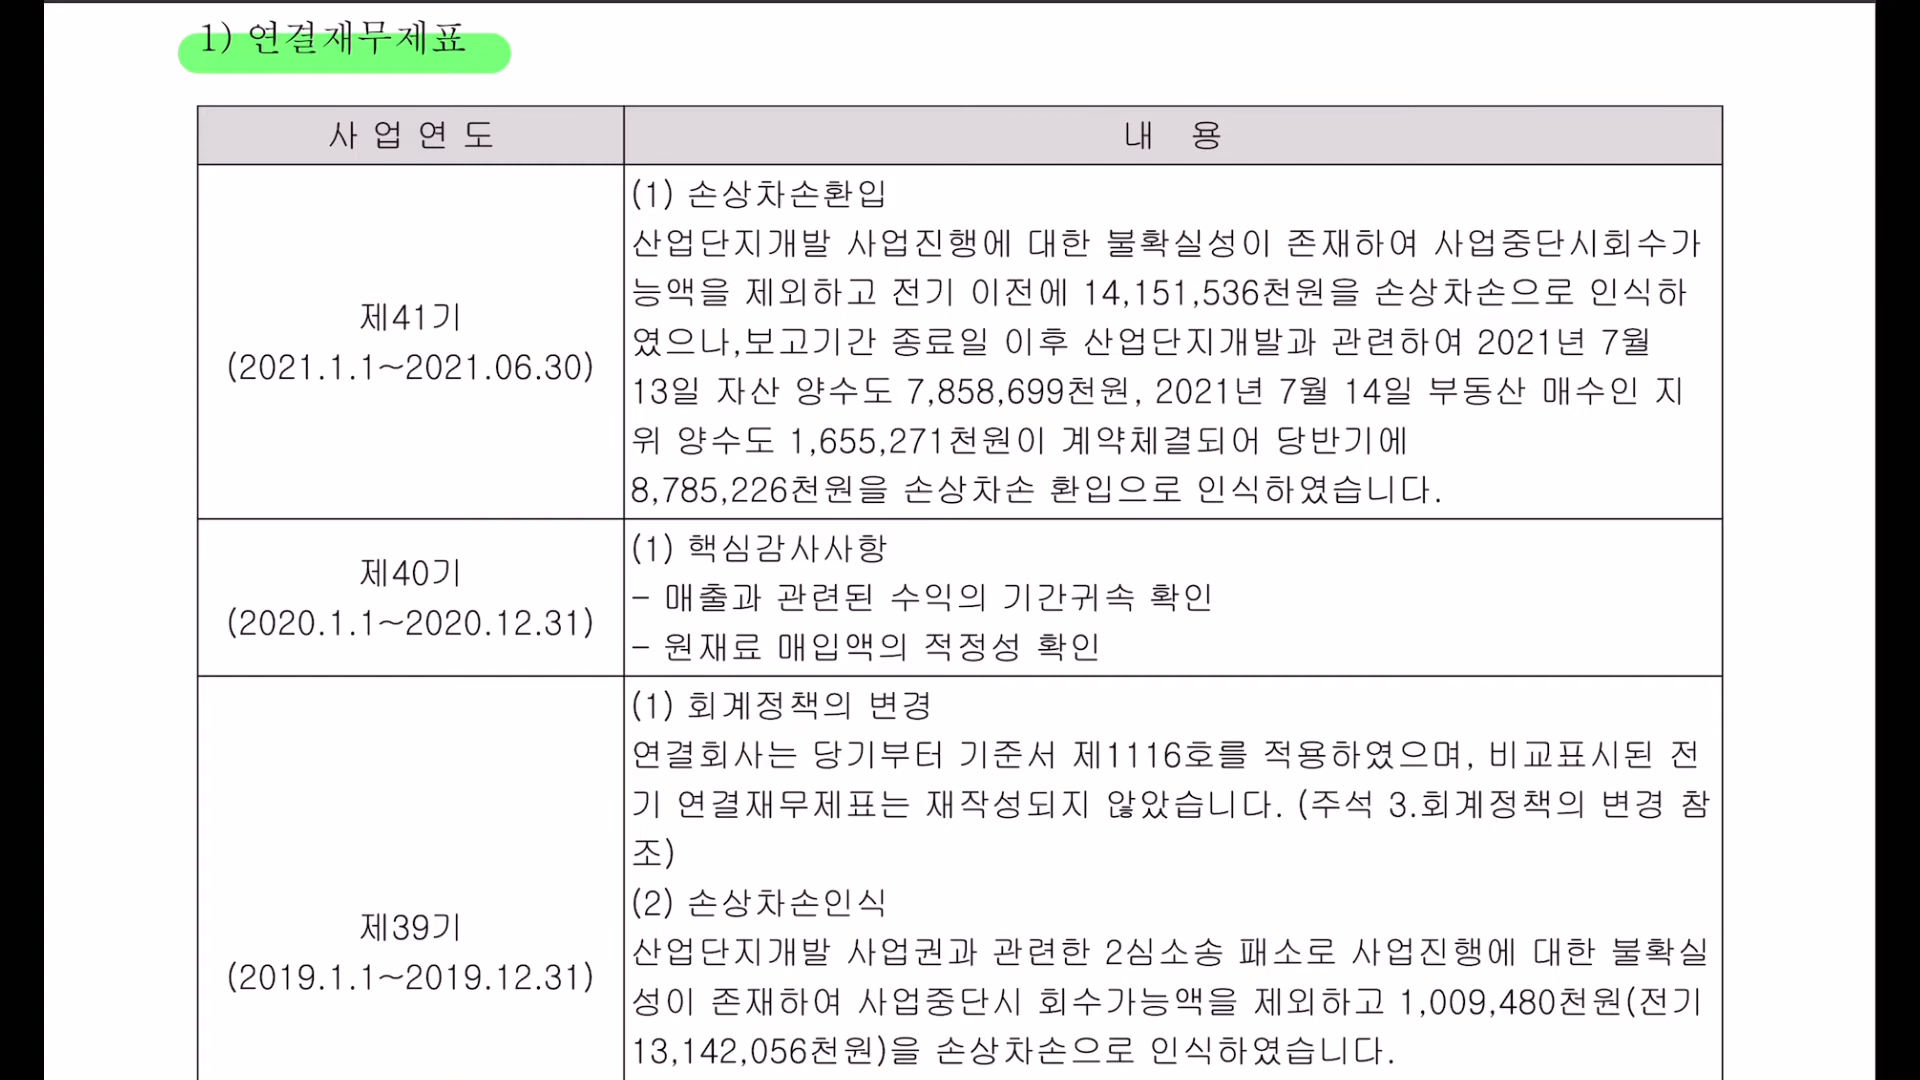 1) 연결재무제표
사 업 연 도
내 용
제41기
(2021.1.1~2021.06.30)
(1) 손상차손환입
산업단지개발 사업진행에 대한 불확실성이 존재하여 사업중단시회수가
능액을 제외하고 전기 이전에 14,151,536천원을 손상차손으로 인식하
였으나,보고기간 종료일 이후 산업단지개발과 관련하여 2021년 7월
13일 자산 양수도 7,858,699천원, 2021년 7월 14일 부동산 매수인 지
위 양수도 1,655,271천원이 계약체결되어 당반기에
8,785,226천원을 손상차손 환입으로 인식하였습니다.
제40기
(2020.1.1~2020.12.31)
(1) 핵심감사사항
- 매출과 관련된 수익의 기간귀속 확인
- 원재료 매입액의 적정성 확인
제39기
(2019.1.1~2019.12.31)
(1) 회계정책의 변경
연결회사는 당기부터 기준서 제1116호를 적용하였으며, 비교표시된 전
기 연결재무제표는 재작성되지 않았습니다. (주석 3.회계정책의 변경 참
조)
(2) 손상차손인식
산업단지개발 사업권과 관련한 2심소송 패소로 사업진행에 대한 불확실
성이 존재하여 사업중단시 회수가능액을 제외하고 1,009,480천원(전기
13,142,056천원)을 손상차손으로 인식하였습니다.